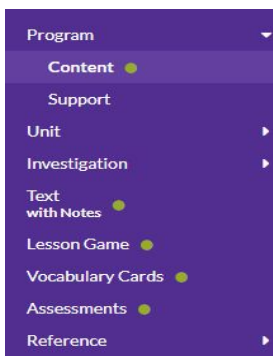 Program
Content
Support
Unit
Investigation
Text
with Notes
Lesson Game
Vocabulary Cards
Assessments
Reference